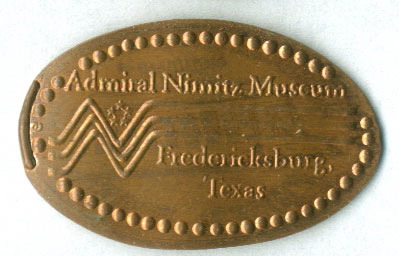 Admiral Nimitz Museum
Fredericksburg,
Texas